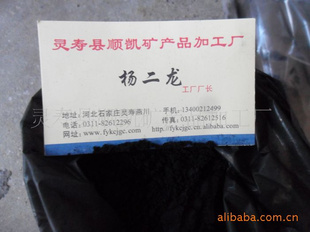 灵寿县顺凯矿产品加工厂
杨二龙
工厂厂长
地址：河北石家庄灵寿燕川 手机：13400212499
电话：0311-82612296 传真：0311-82612516
网址：www.fykcjgc.com http://fykcjgc.cn.alibaba.com
alibaba.com.cn